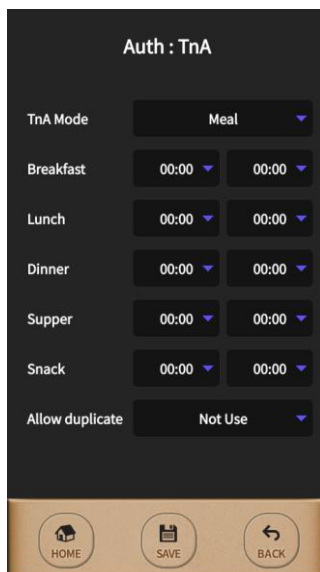 Auth : TnA
TnA Mode Meal
Breakfast 00:00 00:00
Lunch 00:00 00:00
Dinner 00:00 00:00
Supper 00:00 00:00
Snack 00:00 00:00
Allow duplicate Not Use
HOME SAVE BACK